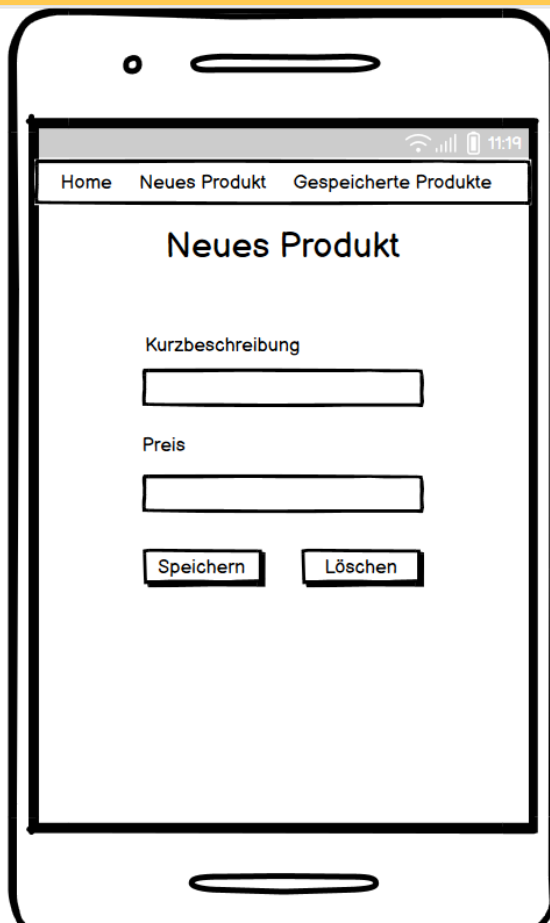 11:19
Home Neues Produkt Gespeicherte Produkte
Neues Produkt
Kurzbeschreibung
Preis
Speichern Löschen